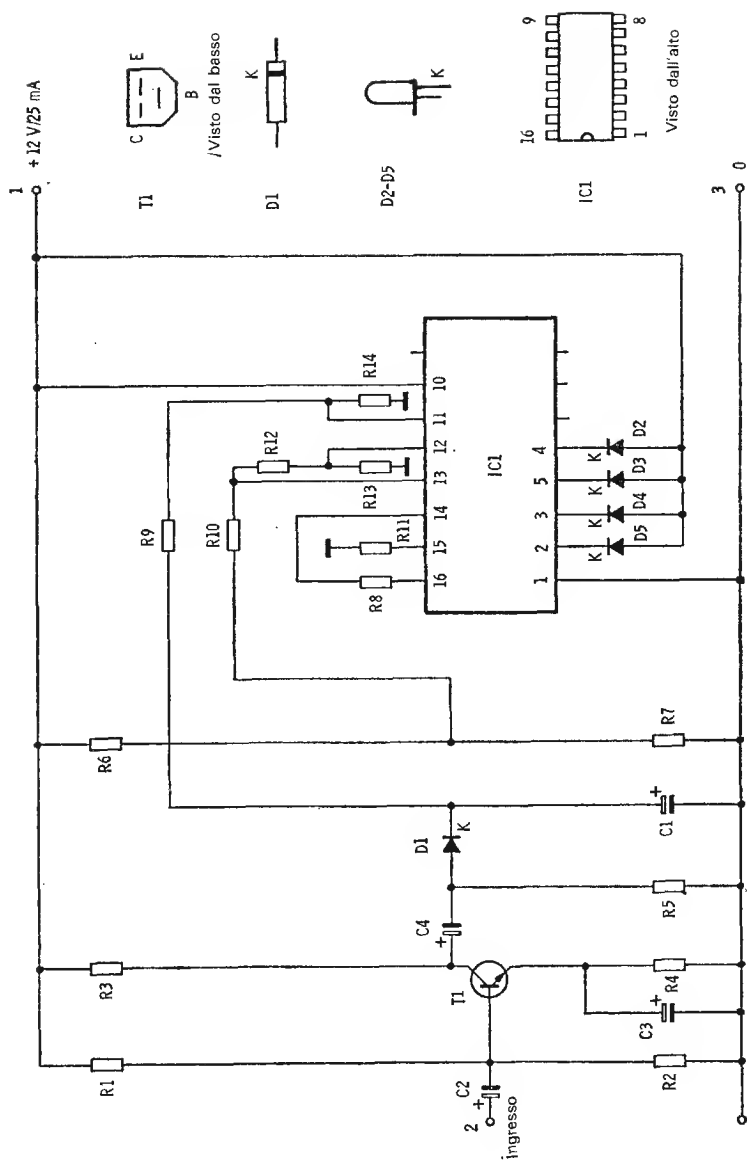 1
+ 12 V/25 mA
R1
R3
R6
R9
R10
R12
R14
R8
R11
R13
16
15
14
13
12
11
10
IC1
1
2
3
5
4
K
K
K
K
D5
D4
D3
D2
2
+
C2
ingresso
T1
+
C4
D1
K
R2
+
C3
R4
R5
+
C1
R7
3
0
C
E
B
/Visto dal basso
T1
K
D1
K
D2-D5
16
9
1
8
Visto dall'alto
IC1